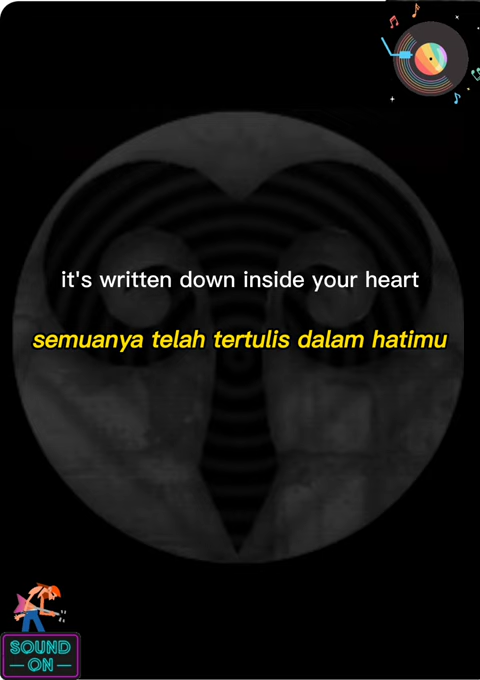 it's written down inside your heart
semuanya telah tertulis dalam hatimu
SOUND
ON